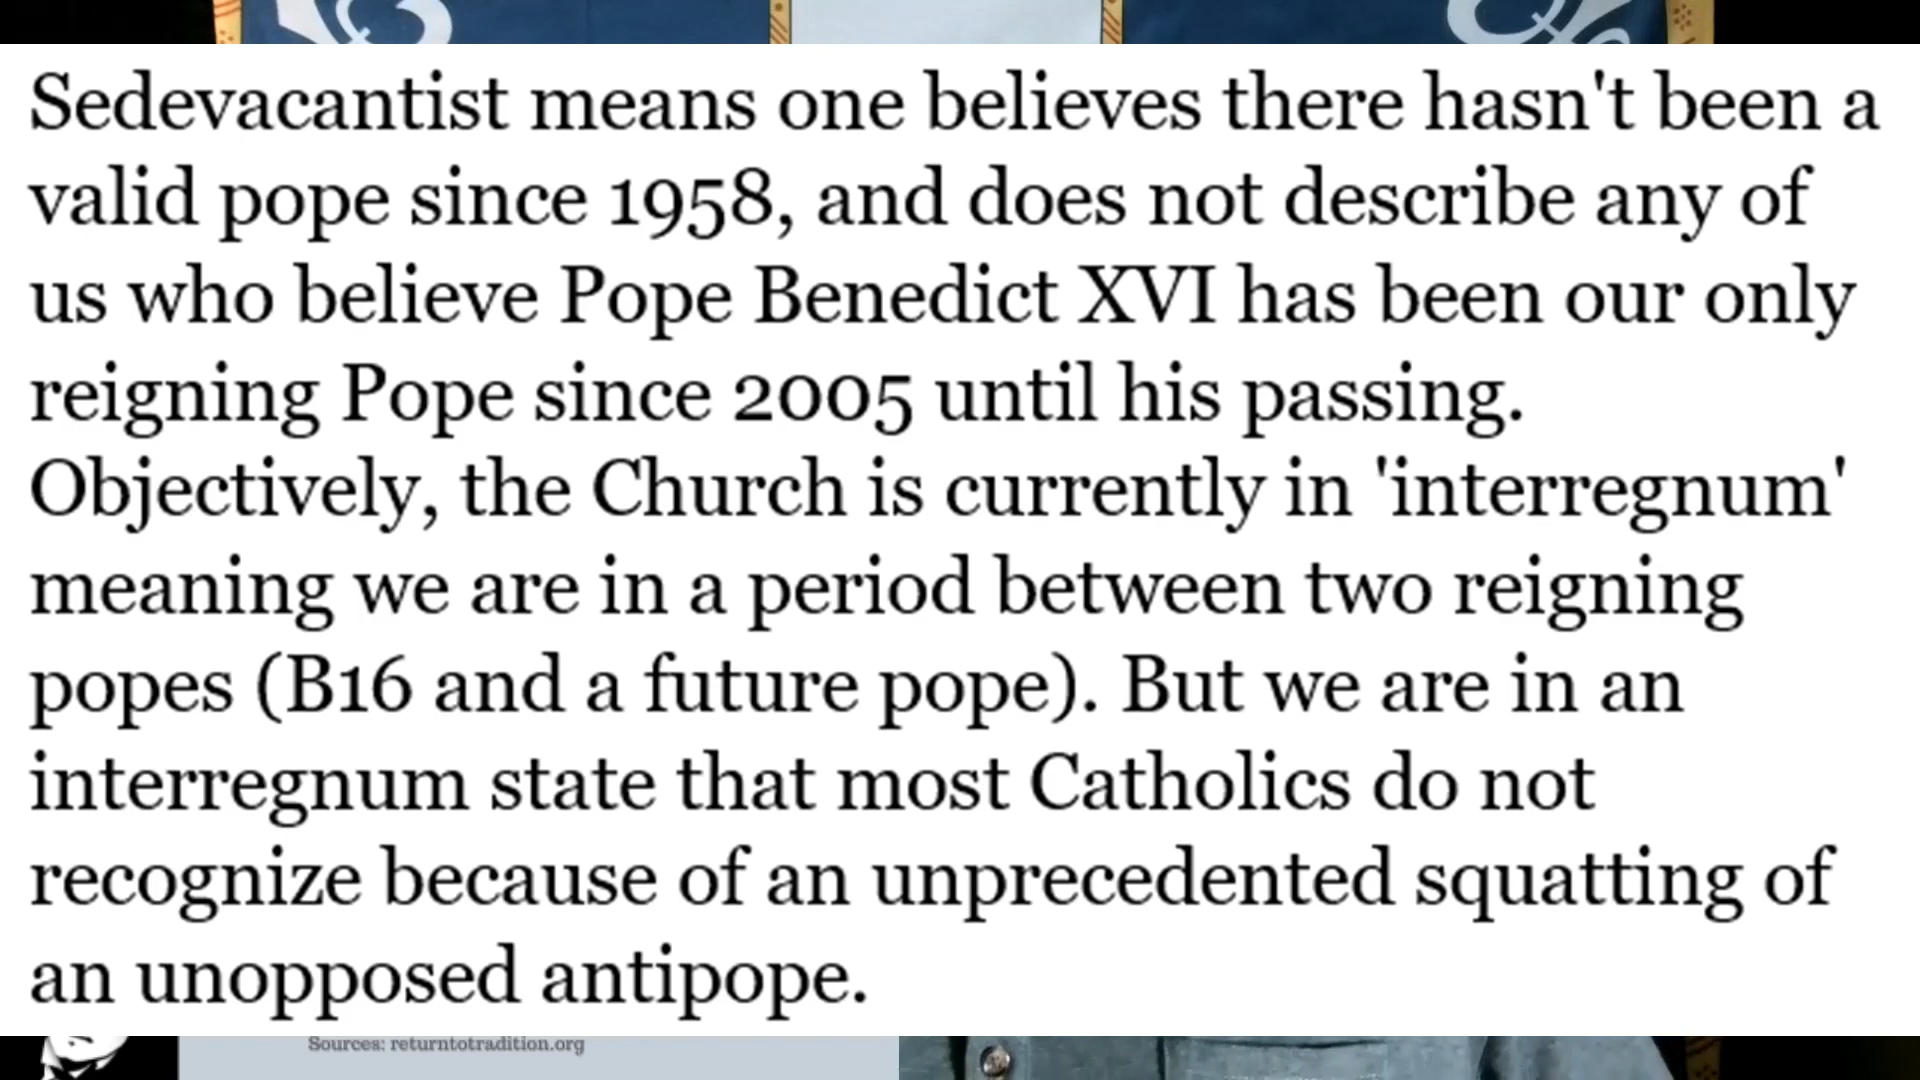 Sedevacantist means one believes there hasn't been a
valid pope since 1958, and does not describe any of
us who believe Pope Benedict XVI has been our only
reigning Pope since 2005 until his passing.
Objectively, the Church is currently in 'interregnum'
meaning we are in a period between two reigning
popes (B16 and a future pope). But we are in an
interregnum state that most Catholics do not
recognize because of an unprecedented squatting of
an unopposed antipope.
Sources: returntotradition.org